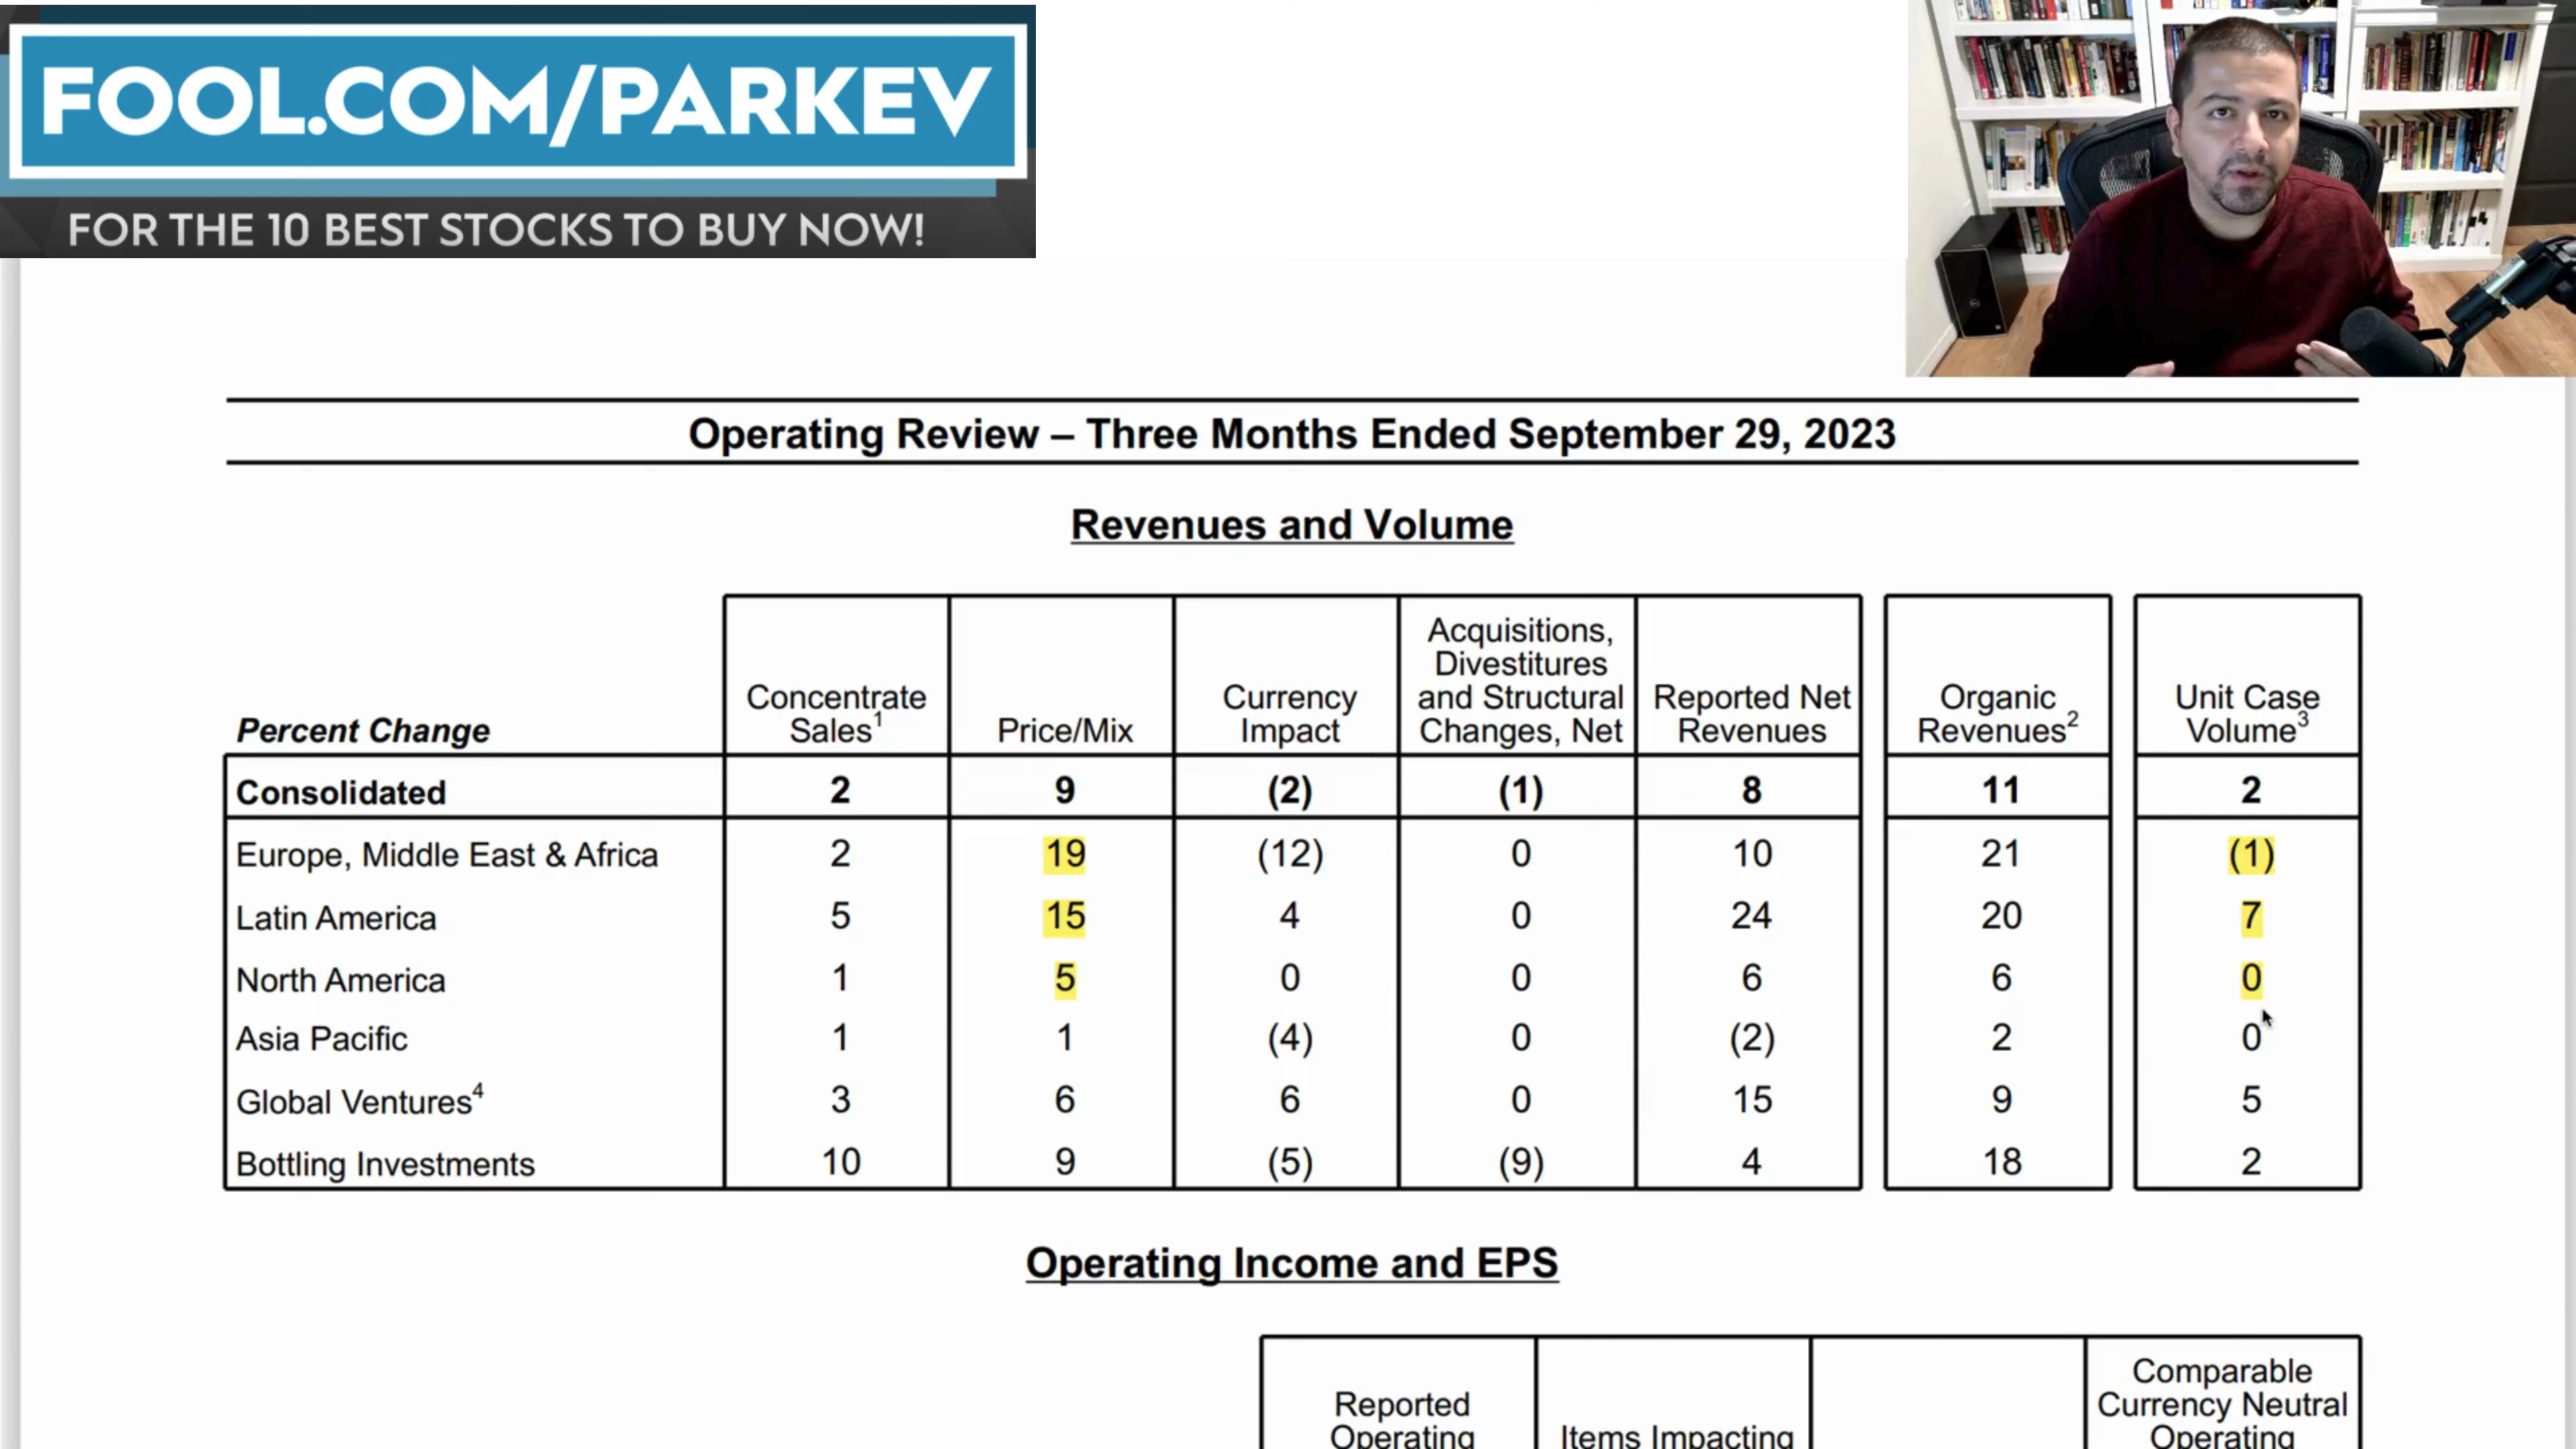 FOOL.COM/PARKEV
FOR THE 10 BEST STOCKS TO BUY NOW!
Operating Review – Three Months Ended September 29, 2023
Revenues and Volume
Percent Change Concentrate Sales1 Price/Mix Currency Impact Acquisitions, Divestitures and Structural Changes, Net Reported Net Revenues Organic Revenues2 Unit Case Volume3
Consolidated 2 9 (2) (1) 8 11 2
Europe, Middle East & Africa 2 19 (12) 0 10 21 (1)
Latin America 5 15 4 0 24 20 7
North America 1 5 0 0 6 6 0
Asia Pacific 1 1 (4) 0 (2) 2 0
Global Ventures4 3 6 6 0 15 9 5
Bottling Investments 10 9 (5) (9) 4 18 2
Operating Income and EPS
Reported Operating Items Impacting Comparable Currency Neutral Operating